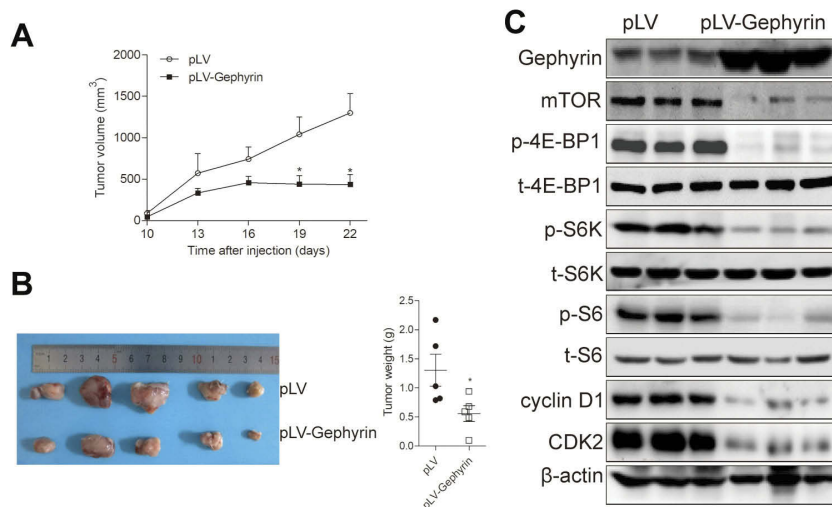 A
pLV
pLV-Gephyrin
Tumor volume (mm³)
2000
1500
1000
500
0
*
*
10
13
16
19
22
Time after injection (days)
B
1 2 3 4 5 6 7 8 9 10 1 2 3 4 15
pLV
pLV-Gephyrin
Tumor weight (g)
2.5
2.0
1.5
1.0
0.5
0.0
*
pLV
pLV-Gephyrin
C
pLV pLV-Gephyrin
Gephyrin
mTOR
p-4E-BP1
t-4E-BP1
p-S6K
t-S6K
p-S6
t-S6
cyclin D1
CDK2
β-actin